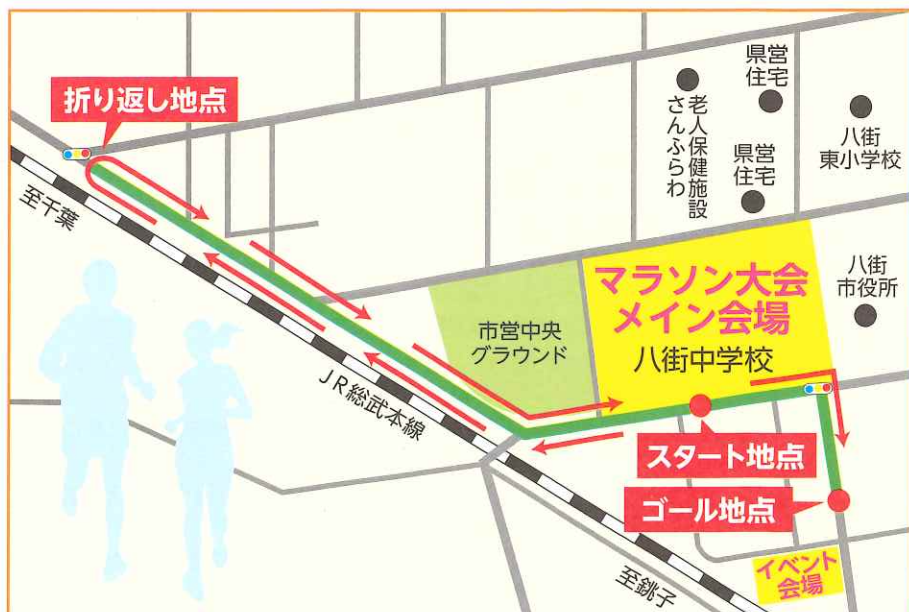 折り返し地点
至千葉
JR総武本線
至銚子
市営中央
グラウンド
老人保健施設
さんふらわ
県営
住宅
県営
住宅
八街
東小学校
八街
市役所
マラソン大会
メイン会場
八街中学校
スタート地点
ゴール地点
イベント
会場